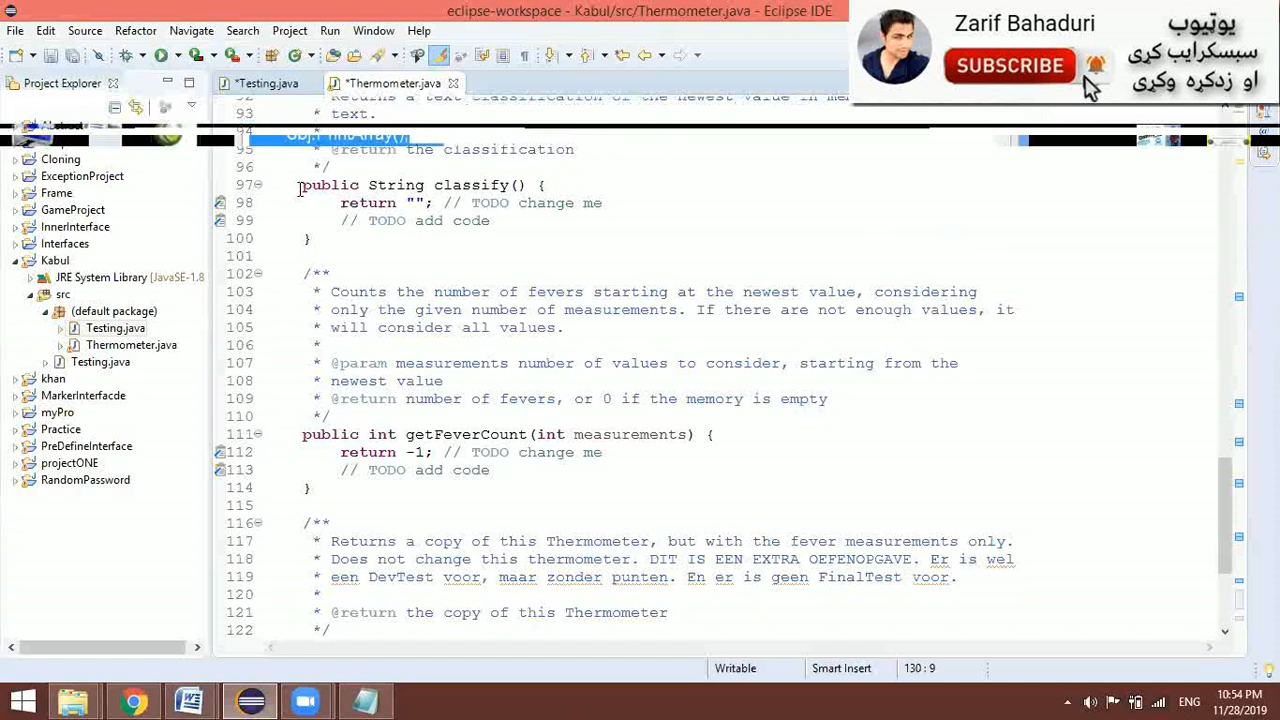 eclipse-workspace - Kabul/src/Thermometer.java - Eclipse IDE
File Edit Source Refactor Navigate Search Project Run Window Help
Zarif Bahaduri
SUBSCRIBE
یوټیوب
سبسکرایب کړی
او زدکړه وکړی
Project Explorer
*Testing.java
*Thermometer.java
Cloning
ExceptionProject
Frame
GameProject
InnerInterface
Interfaces
Kabul
JRE System Library [JavaSE-1.8
src
(default package)
Testing.java
Thermometer.java
Testing.java
khan
MarkerInterfacde
myPro
Practice
PreDefineInterface
projectONE
RandomPassword
93 * text.
95 * @return the classification
96 */
97 public String classify() {
98 return ""; // TODO change me
99 // TODO add code
100 }
101
102 /**
103 * Counts the number of fevers starting at the newest value, considering
104 * only the given number of measurements. If there are not enough values, it
105 * will consider all values.
106 *
107 * @param measurements number of values to consider, starting from the
108 * newest value
109 * @return number of fevers, or 0 if the memory is empty
110 */
111 public int getFeverCount(int measurements) {
112 return -1; // TODO change me
113 // TODO add code
114 }
115
116 /**
117 * Returns a copy of this Thermometer, but with the fever measurements only.
118 * Does not change this thermometer. DIT IS EEN EXTRA OEFENOPGAVE. Er is wel
119 * een DevTest voor, maar zonder punten. En er is geen FinalTest voor.
120 *
121 * @return the copy of this Thermometer
122 */
Writable Smart Insert 130 : 9
ENG
10:54 PM
11/28/2019